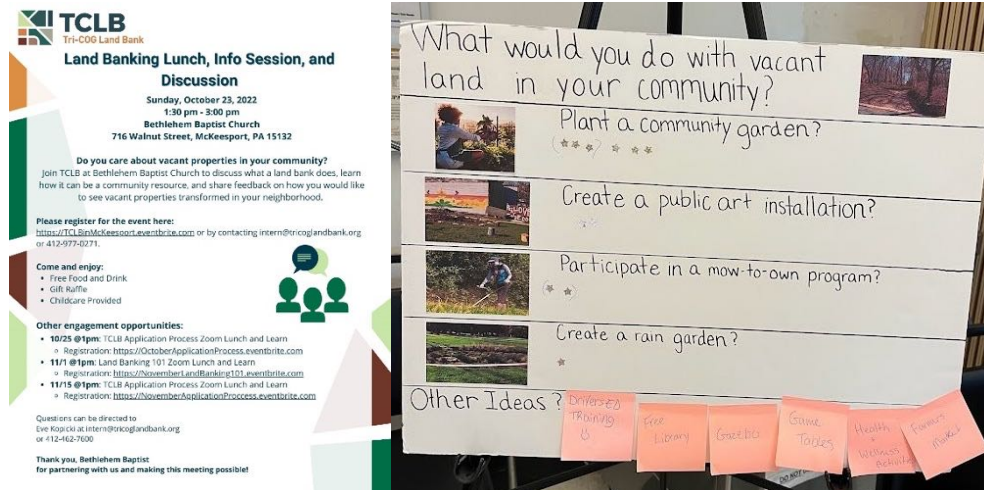 TCLB
Tri-COG Land Bank
Land Banking Lunch, Info Session, and
Discussion
Sunday, October 23, 2022
1:30 pm - 3:00 pm
Bethlehem Baptist Church
716 Walnut Street, McKeesport, PA 15132
Do you care about vacant properties in your community?
Join TCLB at Bethlehem Baptist Church to discuss what a land bank does, learn
how it can be a community resource, and share feedback on how you would like
to see vacant properties transformed in your neighborhood.
Please register for the event here:
https://TCLBinMcKeesport.eventbrite.com or by contacting intern@tricoglandbank.org
or 412-977-0271.
Come and enjoy:
• Free Food and Drink
• Gift Raffle
• Childcare Provided
Other engagement opportunities:
• 10/25 @1pm: TCLB Application Process Zoom Lunch and Learn
◦ Registration: https://OctoberApplicationProcess.eventbrite.com
• 11/1 @1pm: Land Banking 101 Zoom Lunch and Learn
◦ Registration: https://NovemberLandBanking101.eventbrite.com
• 11/15 @1pm: TCLB Application Process Zoom Lunch and Learn
◦ Registration: https://NovemberApplicationProccess.eventbrite.com
Questions can be directed to
Eve Kopicki at intern@tricoglandbank.org
or 412-462-7600
Thank you, Bethlehem Baptist
for partnering with us and making this meeting possible!
What would you do with vacant
land in your community?
Plant a community garden?
Create a public art installation?
Participate in a mow-to-own program?
Create a rain garden?
Other Ideas?
DriversED
TRaining
Free
Library
Gazebo
Game
Tables
Health
+
Wellness
Activities
Farmers
Market
DO NOT